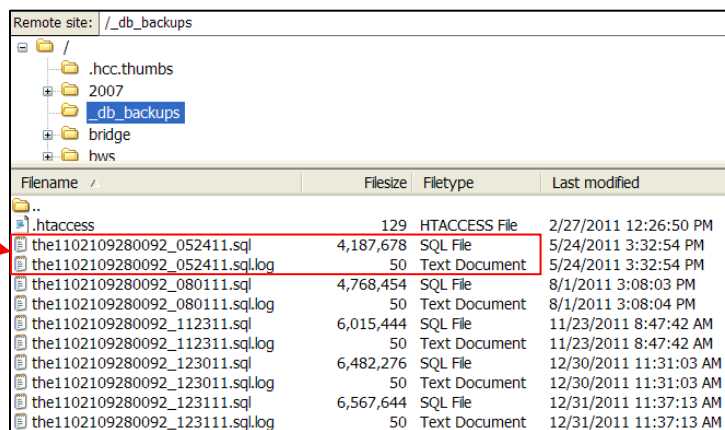 Remote site: /_db_backups
/
.hcc.thumbs
2007
_db_backups
bridge
bws
Filename Filesize Filetype Last modified
..
.htaccess 129 HTACCESS File 2/27/2011 12:26:50 PM
the1102109280092_052411.sql 4,187,678 SQL File 5/24/2011 3:32:54 PM
the1102109280092_052411.sql.log 50 Text Document 5/24/2011 3:32:54 PM
the1102109280092_080111.sql 4,768,454 SQL File 8/1/2011 3:08:03 PM
the1102109280092_080111.sql.log 50 Text Document 8/1/2011 3:08:04 PM
the1102109280092_112311.sql 6,015,444 SQL File 11/23/2011 8:47:42 AM
the1102109280092_112311.sql.log 50 Text Document 11/23/2011 8:47:42 AM
the1102109280092_123011.sql 6,482,276 SQL File 12/30/2011 11:31:03 AM
the1102109280092_123011.sql.log 50 Text Document 12/30/2011 11:31:03 AM
the1102109280092_123111.sql 6,567,644 SQL File 12/31/2011 11:37:13 AM
the1102109280092_123111.sql.log 50 Text Document 12/31/2011 11:37:13 AM